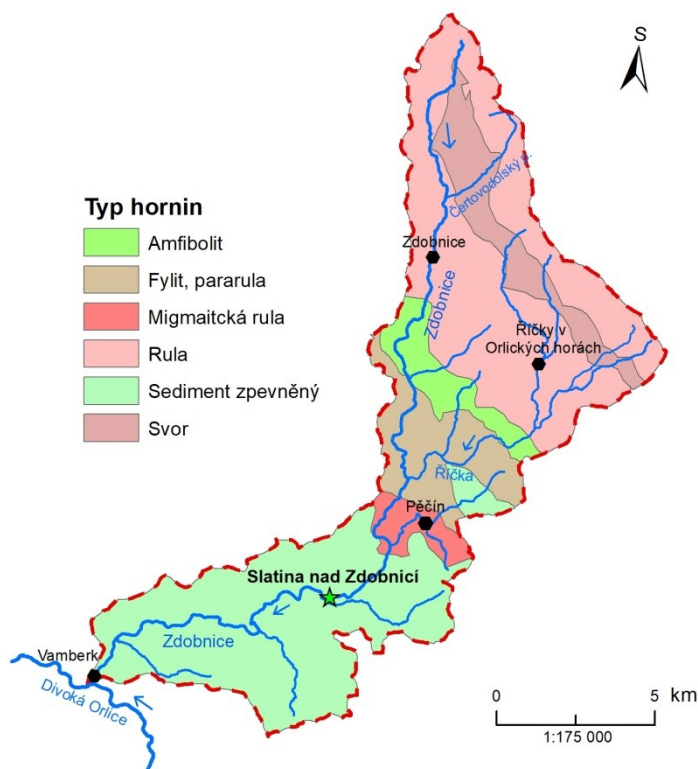 S
Typ hornin
Amfibolit
Fylit, pararula
Migmaitcká rula
Rula
Sediment zpevněný
Svor
Čertovodolský p.
Zdobnice
Zdobnice
Říčky v
Orlických horách
Říčka
Pěčín
Slatina nad Zdobnicí
Zdobnice
Vamberk
Divoká Orlice
0 5 km
1:175 000